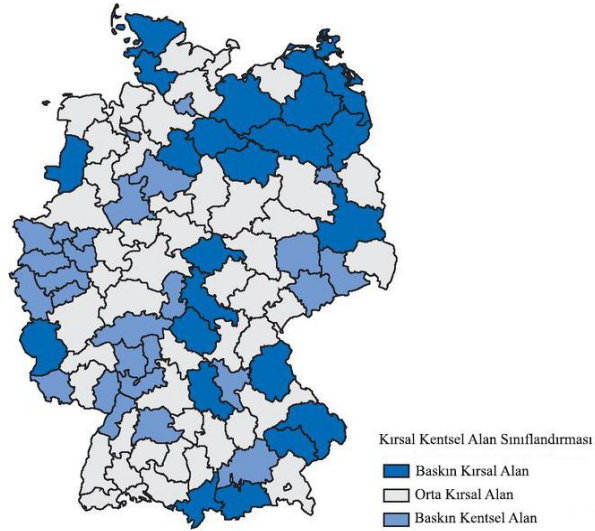 Kırsal Kentsel Alan Sınıflandırması
Baskın Kırsal Alan
Orta Kırsal Alan
Baskın Kentsel Alan